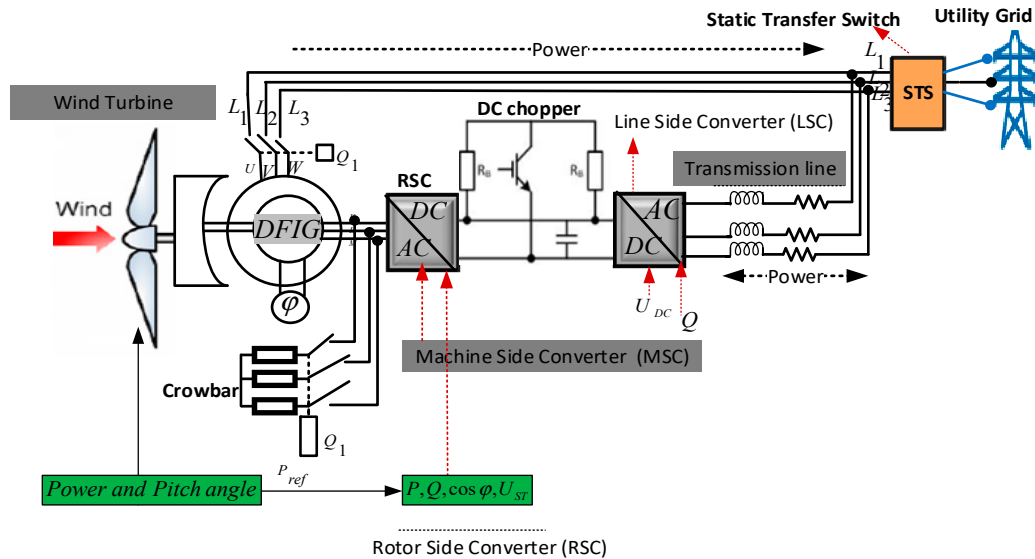 Static Transfer Switch
Utility Grid
Power
L1
L2
L3
STS
Wind Turbine
L1 L2 L3
Q1
U V W
DC chopper
RB
RB
Line Side Converter (LSC)
Transmission line
RSC
Wind
DFIG
DC
AC
AC
DC
Power
φ
UDC
Q
Machine Side Converter (MSC)
Crowbar
Q1
Pref
Power and Pitch angle
P,Q,cos φ,UST
Rotor Side Converter (RSC)